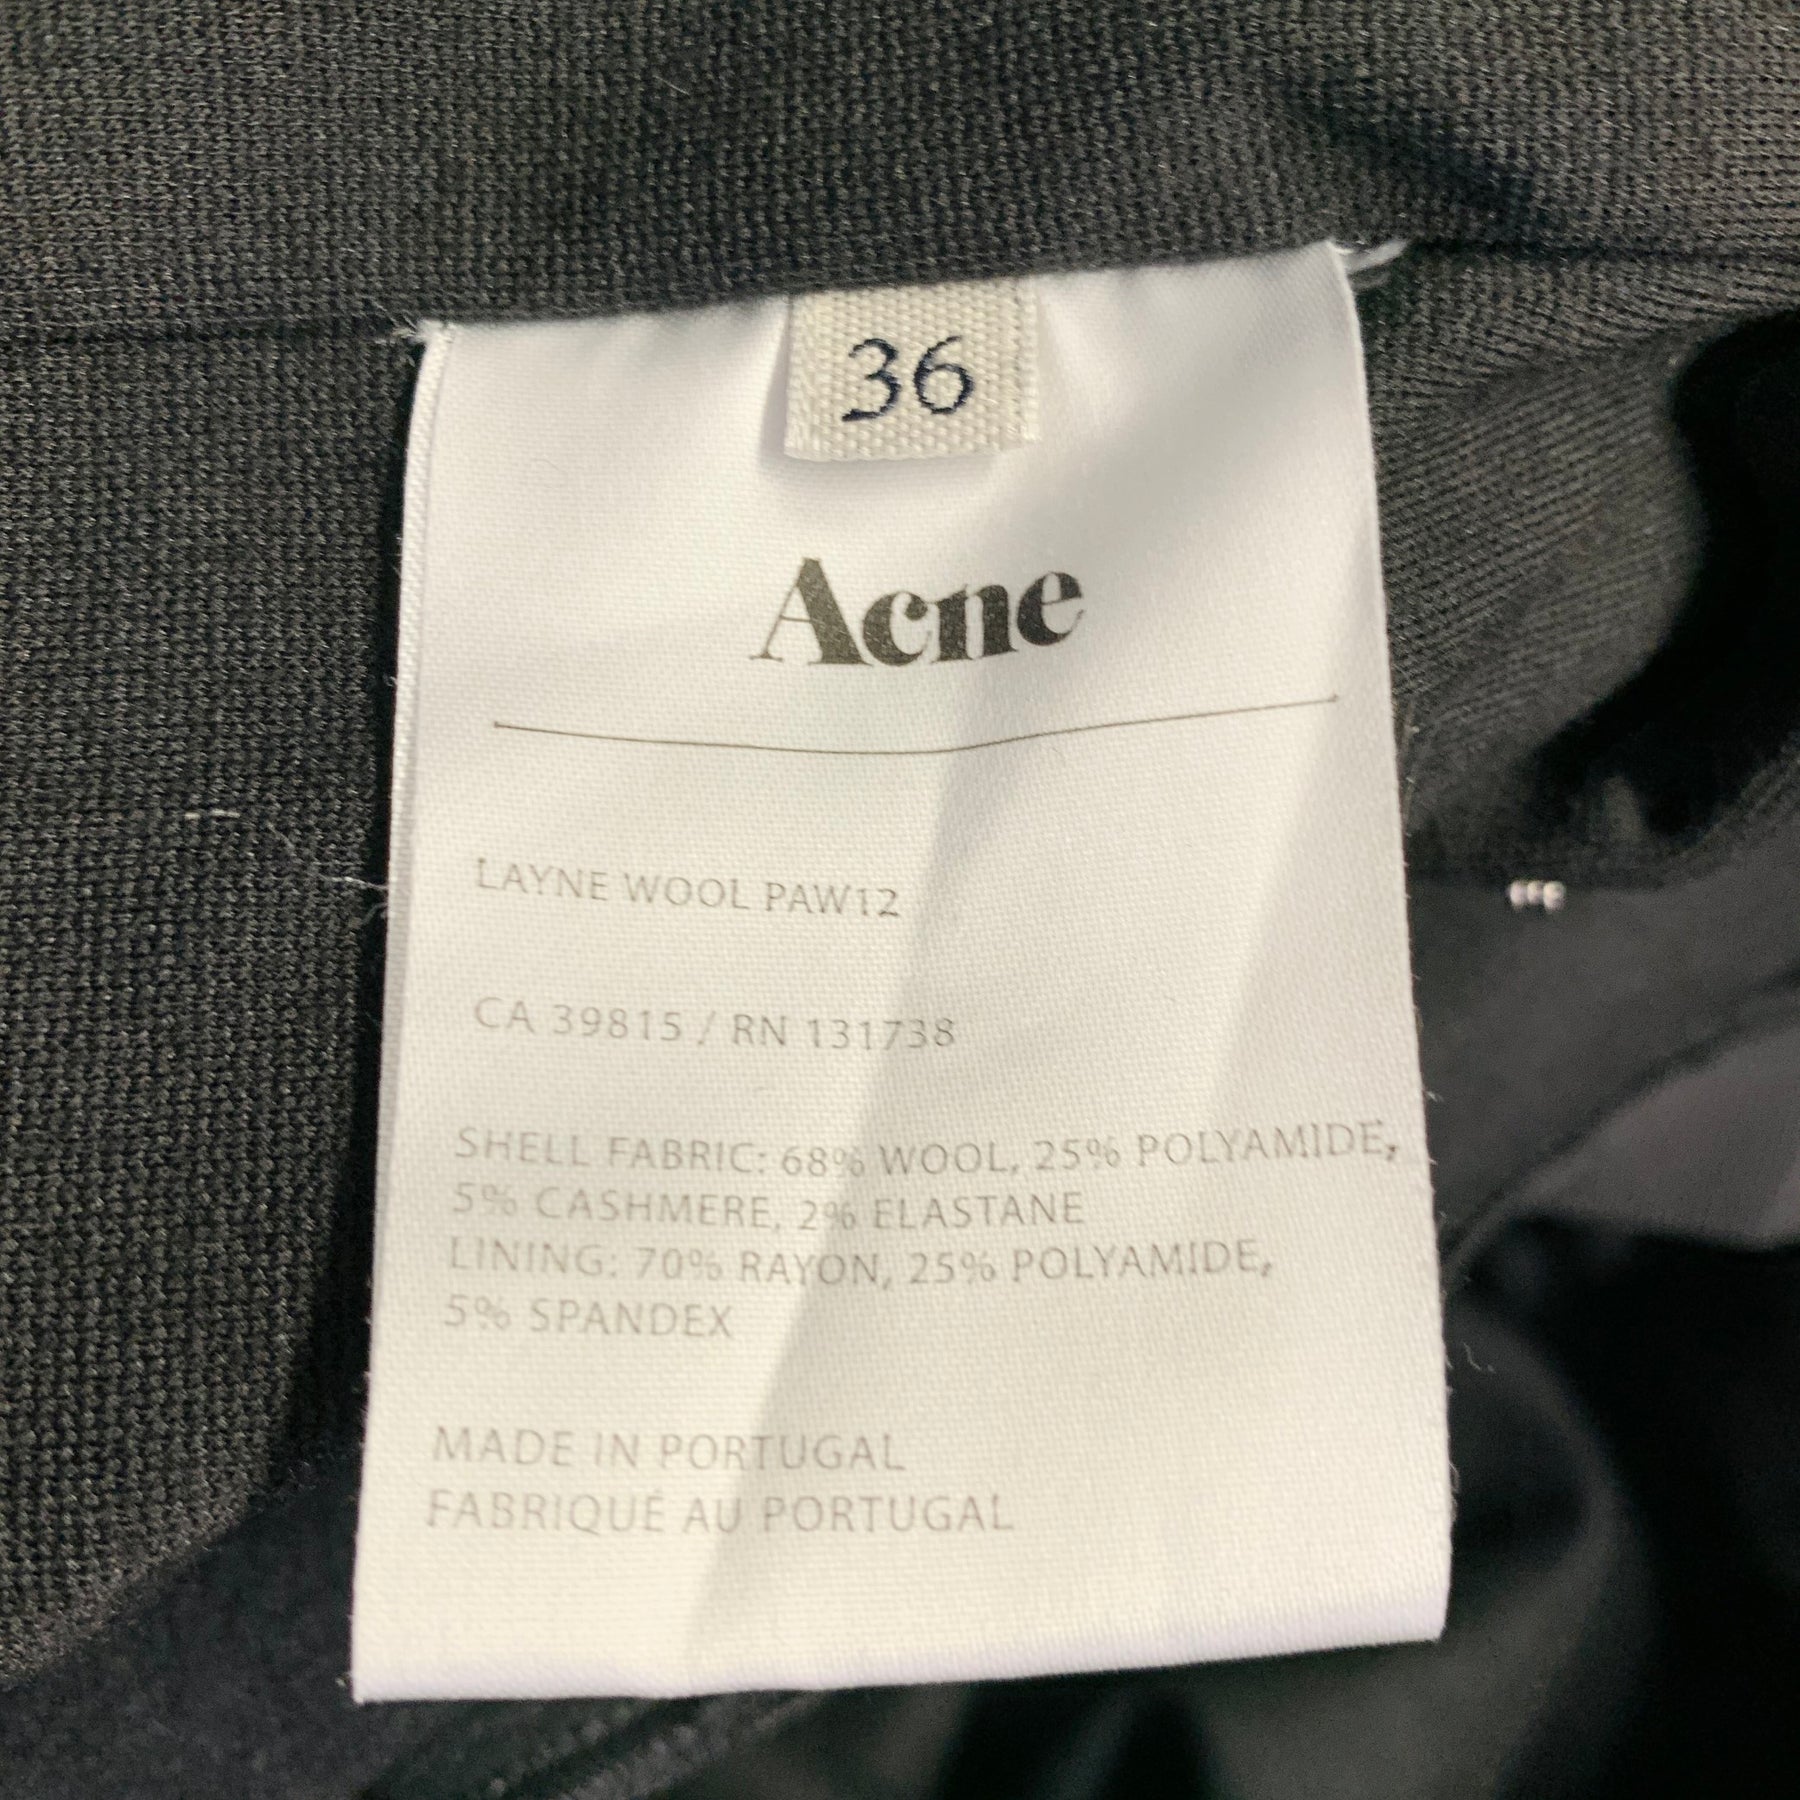 36
Acne
LAYNE WOOL PAW12
CA 39815 / RN 131738
SHELL FABRIC: 68% WOOL, 25% POLYAMIDE,
5% CASHMERE, 2% ELASTANE
LINING: 70% RAYON, 25% POLYAMIDE,
5% SPANDEX
MADE IN PORTUGAL
FABRIQUÉ AU PORTUGAL